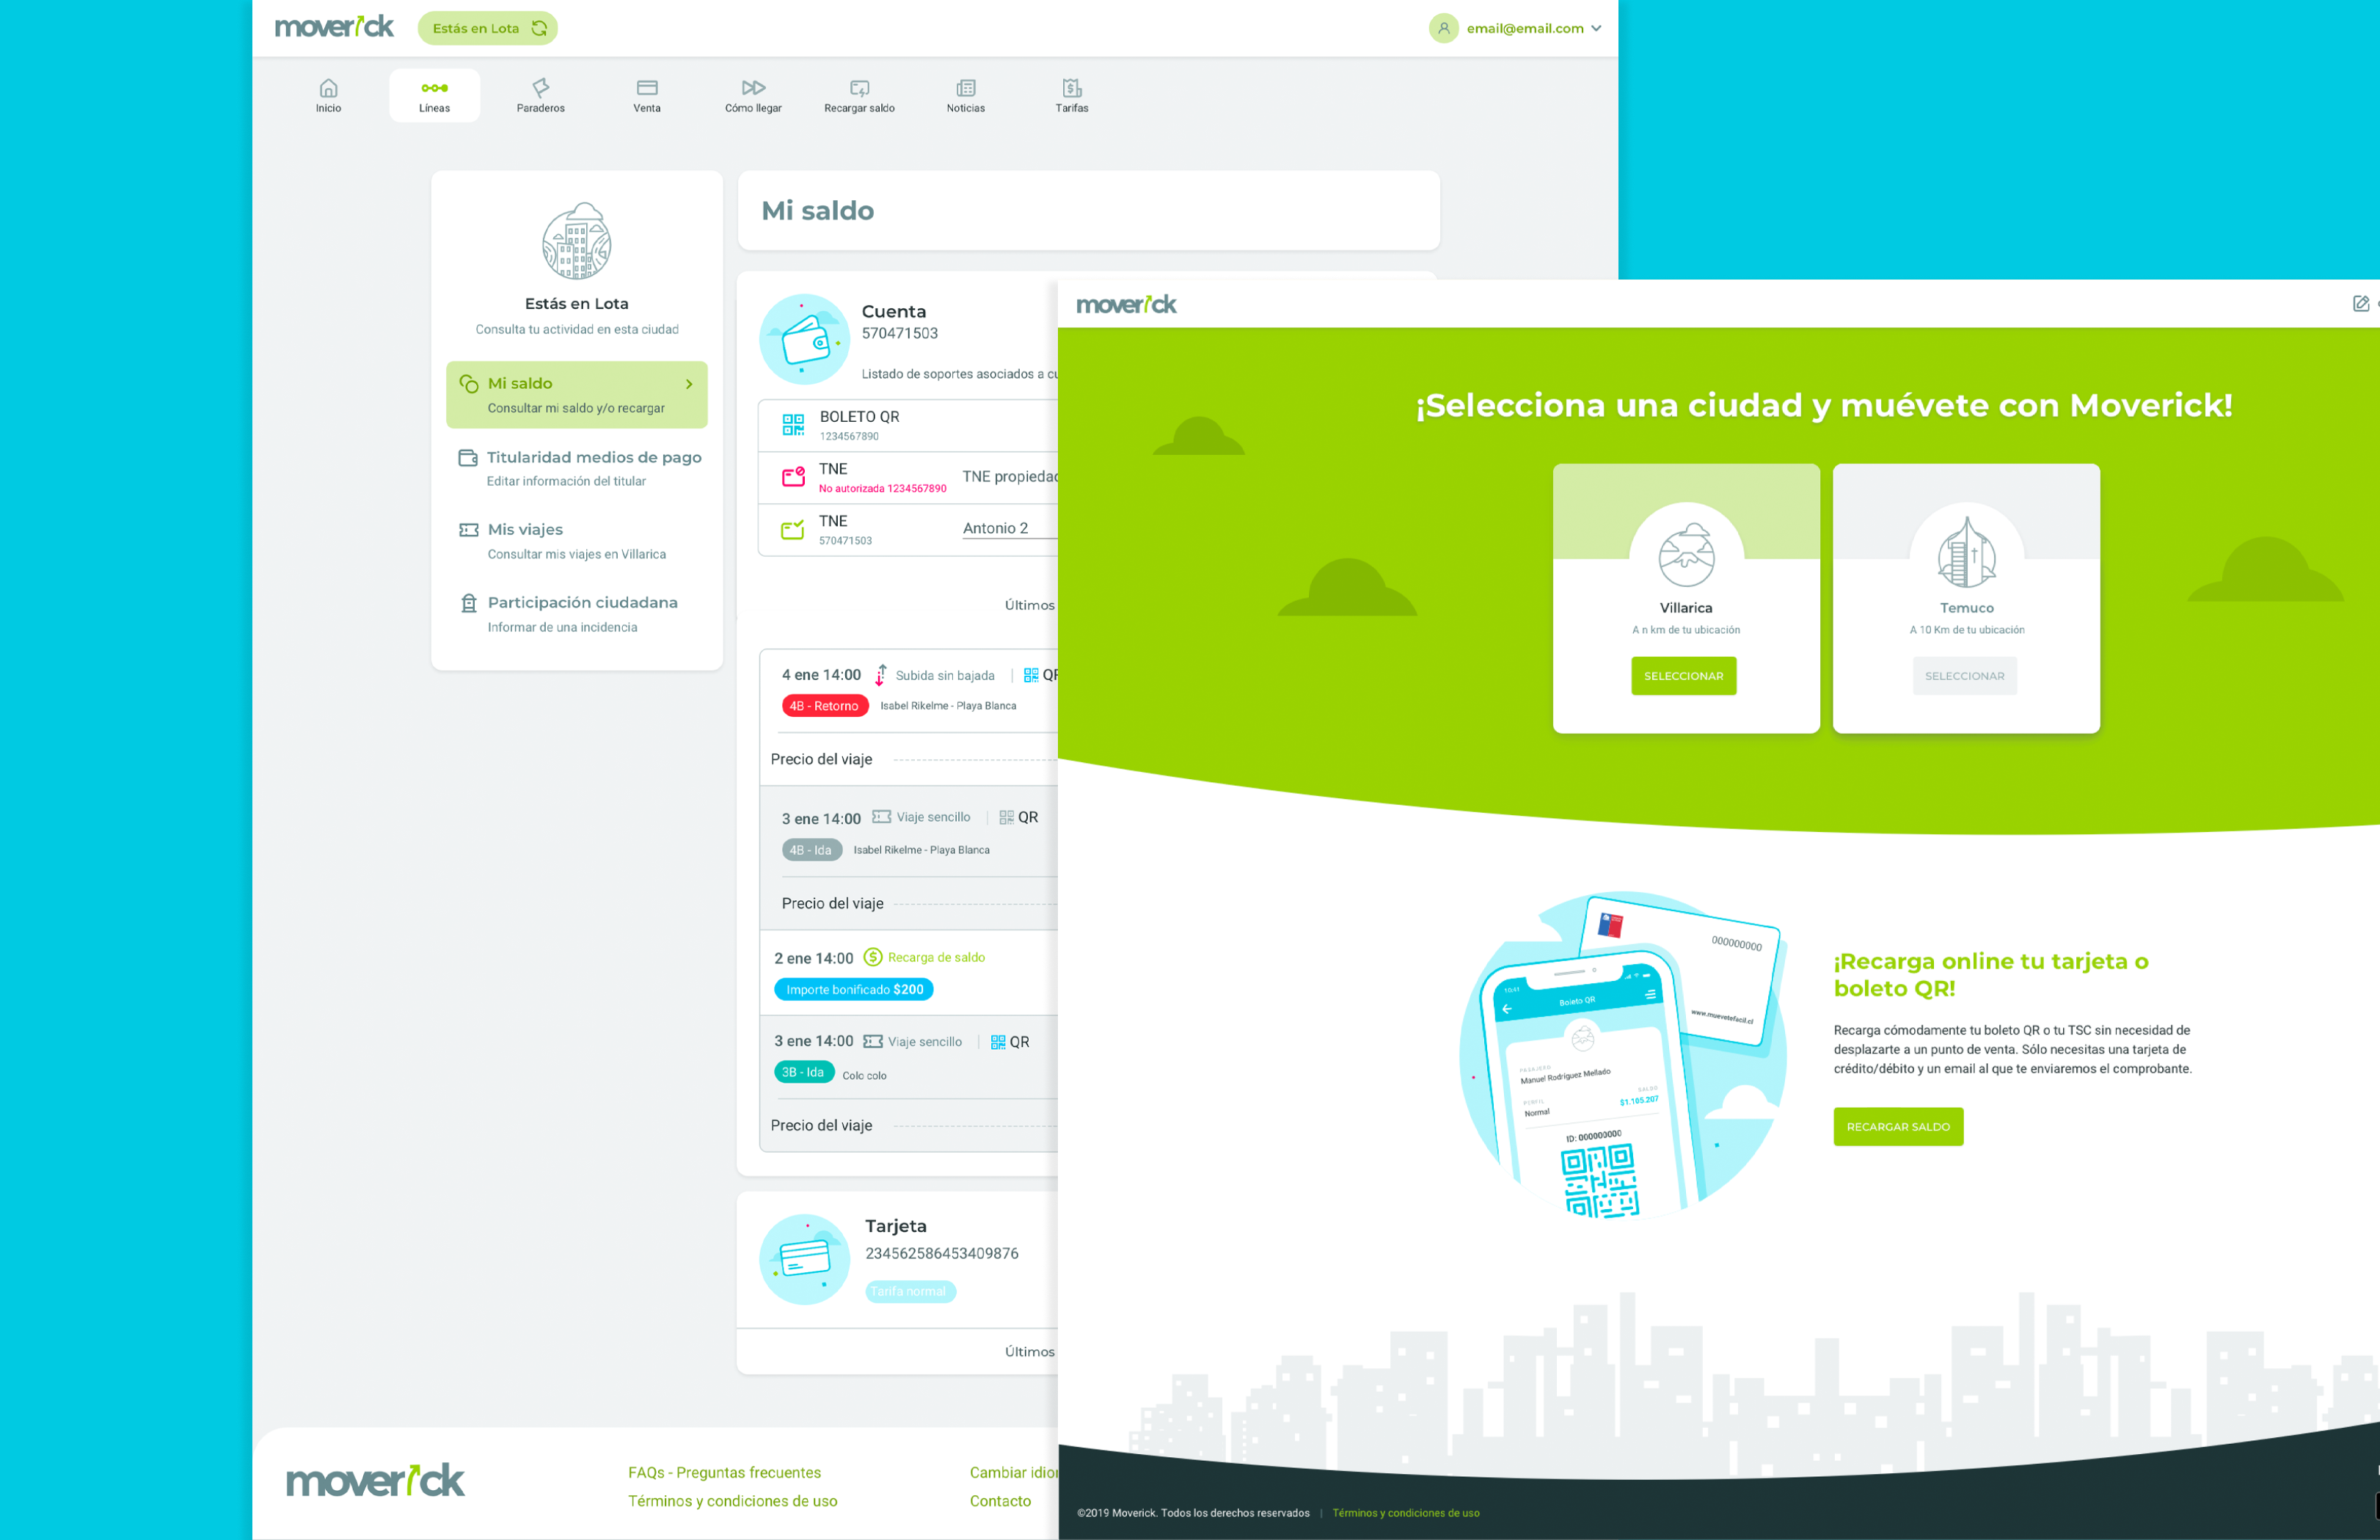 moverick
Estás en Lota
email@email.com
Inicio
Líneas
Paraderos
Venta
Cómo llegar
Recargar saldo
Noticias
Tarifas
Estás en Lota
Consulta tu actividad en esta ciudad
Mi saldo
Consultar mi saldo y/o recargar
Titularidad medios de pago
Editar información del titular
Mis viajes
Consultar mis viajes en Villarica
Participación ciudadana
Informar de una incidencia
Mi saldo
Cuenta
570471503
Listado de soportes asociados a
BOLETO QR
1234567890
TNE
No autorizada 1234567890
TNE propiedad
TNE
570471503
Antonio 2
Últimos
4 ene 14:00 Subida sin bajada | QR
4B - Retorno Isabel Rikelme - Playa Blanca
Precio del viaje
3 ene 14:00 Viaje sencillo | QR
4B - Ida Isabel Rikelme - Playa Blanca
Precio del viaje
2 ene 14:00 Recarga de saldo
Importe bonificado $200
3 ene 14:00 Viaje sencillo | QR
3B - Ida Colc colo
Precio del viaje
Tarjeta
234562586453409876
Tarifa normal
Últimos
moverick
FAQs - Preguntas frecuentes
Términos y condiciones de uso
Cambiar idio
Contacto
moverick
¡Selecciona una ciudad y muévete con Moverick!
Villarica
A n km de tu ubicación
SELECCIONAR
Temuco
A 10 Km de tu ubicación
SELECCIONAR
000000000
www.muevetefacil.cl
10:41
Boleto QR
PASAJERO
Manuel Rodríguez Mellado
PERFIL
Normal
SALDO
$1.105.207
ID: 000000000
¡Recarga online tu tarjeta o
boleto QR!
Recarga cómodamente tu boleto QR o tu TSC sin necesidad de
desplazarte a un punto de venta. Sólo necesitas una tarjeta de
crédito/débito y un email al que te enviaremos el comprobante.
RECARGAR SALDO
©2019 Moverick. Todos los derechos reservados | Términos y condiciones de uso